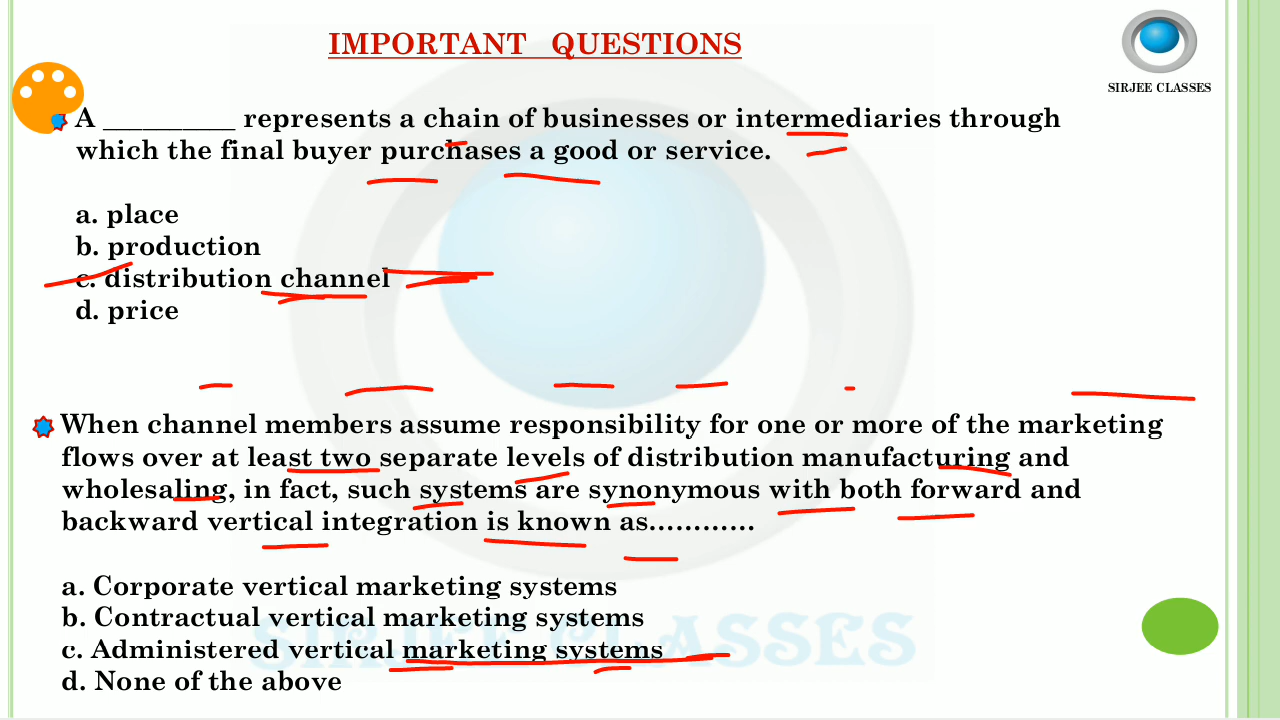 IMPORTANT QUESTIONS
SIRJEE CLASSES
A __________ represents a chain of businesses or intermediaries through
which the final buyer purchases a good or service.
a. place
b. production
c. distribution channel
d. price
When channel members assume responsibility for one or more of the marketing
flows over at least two separate levels of distribution manufacturing and
wholesaling, in fact, such systems are synonymous with both forward and
backward vertical integration is known as............
a. Corporate vertical marketing systems
b. Contractual vertical marketing systems
c. Administered vertical marketing systems
d. None of the above
SIRJEE CLASSES